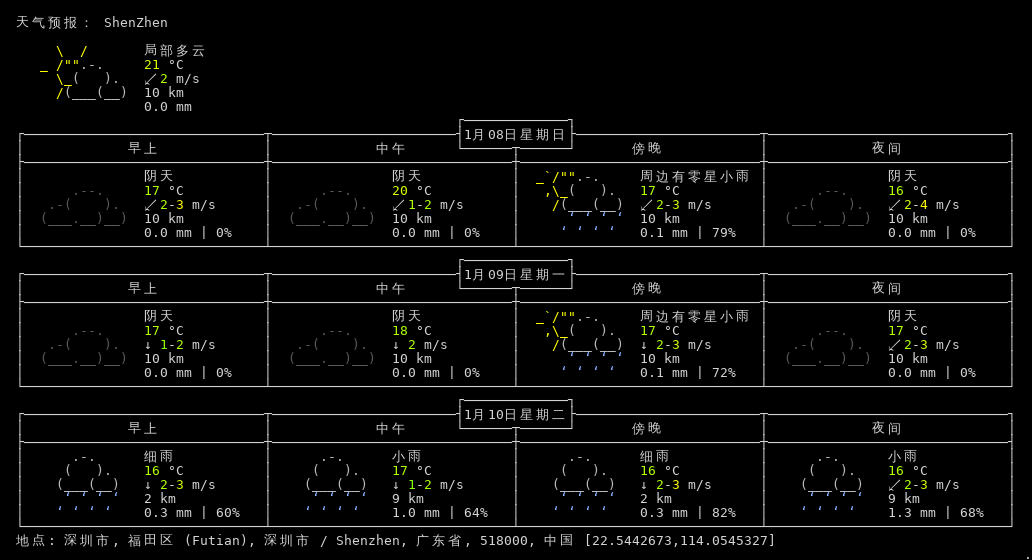 天气预报： ShenZhen
局部多云
21 °C
↙2 m/s
10 km
0.0 mm
1月08日星期日
早上 中午 傍晚 夜间
阴天 阴天 周边有零星小雨 阴天
17 °C 20 °C 17 °C 16 °C
↙2-3 m/s ↙1-2 m/s ↙2-3 m/s ↙2-4 m/s
10 km 10 km 10 km 10 km
0.0 mm | 0% 0.0 mm | 0% 0.1 mm | 79% 0.0 mm | 0%
1月09日星期一
早上 中午 傍晚 夜间
阴天 阴天 周边有零星小雨 阴天
17 °C 18 °C 17 °C 17 °C
↓ 1-2 m/s ↓ 2 m/s ↓ 2-3 m/s ↙2-3 m/s
10 km 10 km 10 km 10 km
0.0 mm | 0% 0.0 mm | 0% 0.1 mm | 72% 0.0 mm | 0%
1月10日星期二
早上 中午 傍晚 夜间
细雨 小雨 细雨 小雨
16 °C 17 °C 16 °C 16 °C
↓ 2-3 m/s ↓ 1-2 m/s ↓ 2-3 m/s ↙2-3 m/s
2 km 9 km 2 km 9 km
0.3 mm | 60% 1.0 mm | 64% 0.3 mm | 82% 1.3 mm | 68%
地点: 深圳市, 福田区 (Futian), 深圳市 / Shenzhen, 广东省, 518000, 中国 [22.5442673,114.0545327]